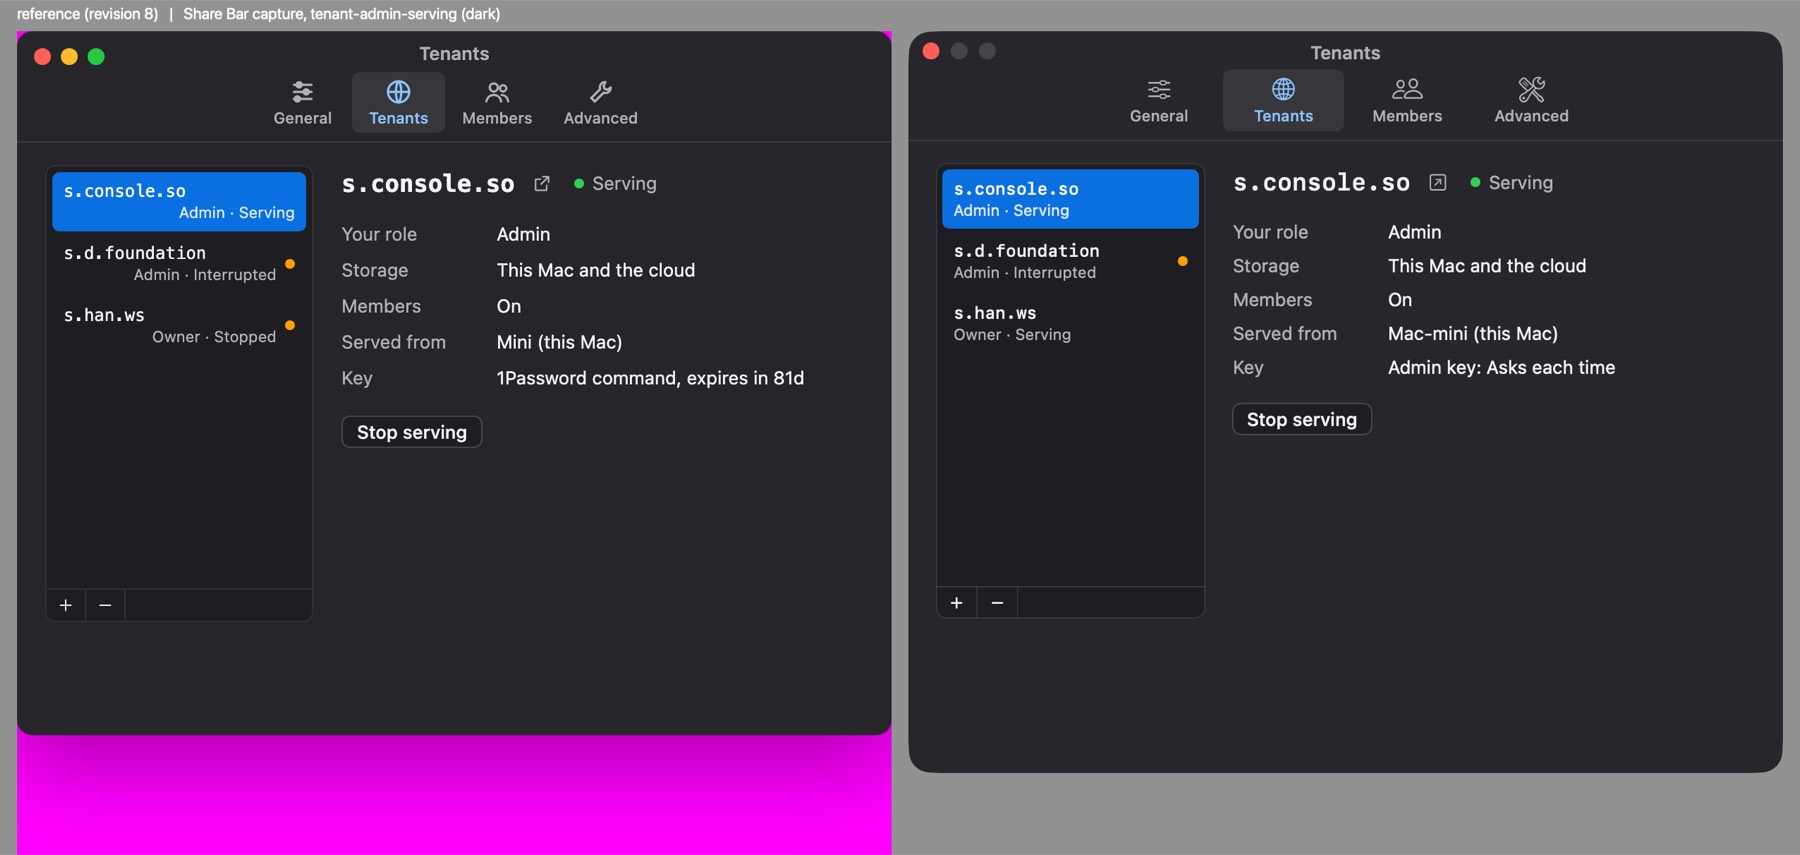 reference (revision 8) | Share Bar capture, tenant-admin-serving (dark)
Tenants
General
Tenants
Members
Advanced
s.console.so
Admin · Serving
s.d.foundation
Admin · Interrupted
s.han.ws
Owner · Stopped
+ −
s.console.so
Serving
Your role Admin
Storage This Mac and the cloud
Members On
Served from Mini (this Mac)
Key 1Password command, expires in 81d
Stop serving
Tenants
General
Tenants
Members
Advanced
s.console.so
Admin · Serving
s.d.foundation
Admin · Interrupted
s.han.ws
Owner · Serving
+ −
s.console.so
Serving
Your role Admin
Storage This Mac and the cloud
Members On
Served from Mac-mini (this Mac)
Key Admin key: Asks each time
Stop serving